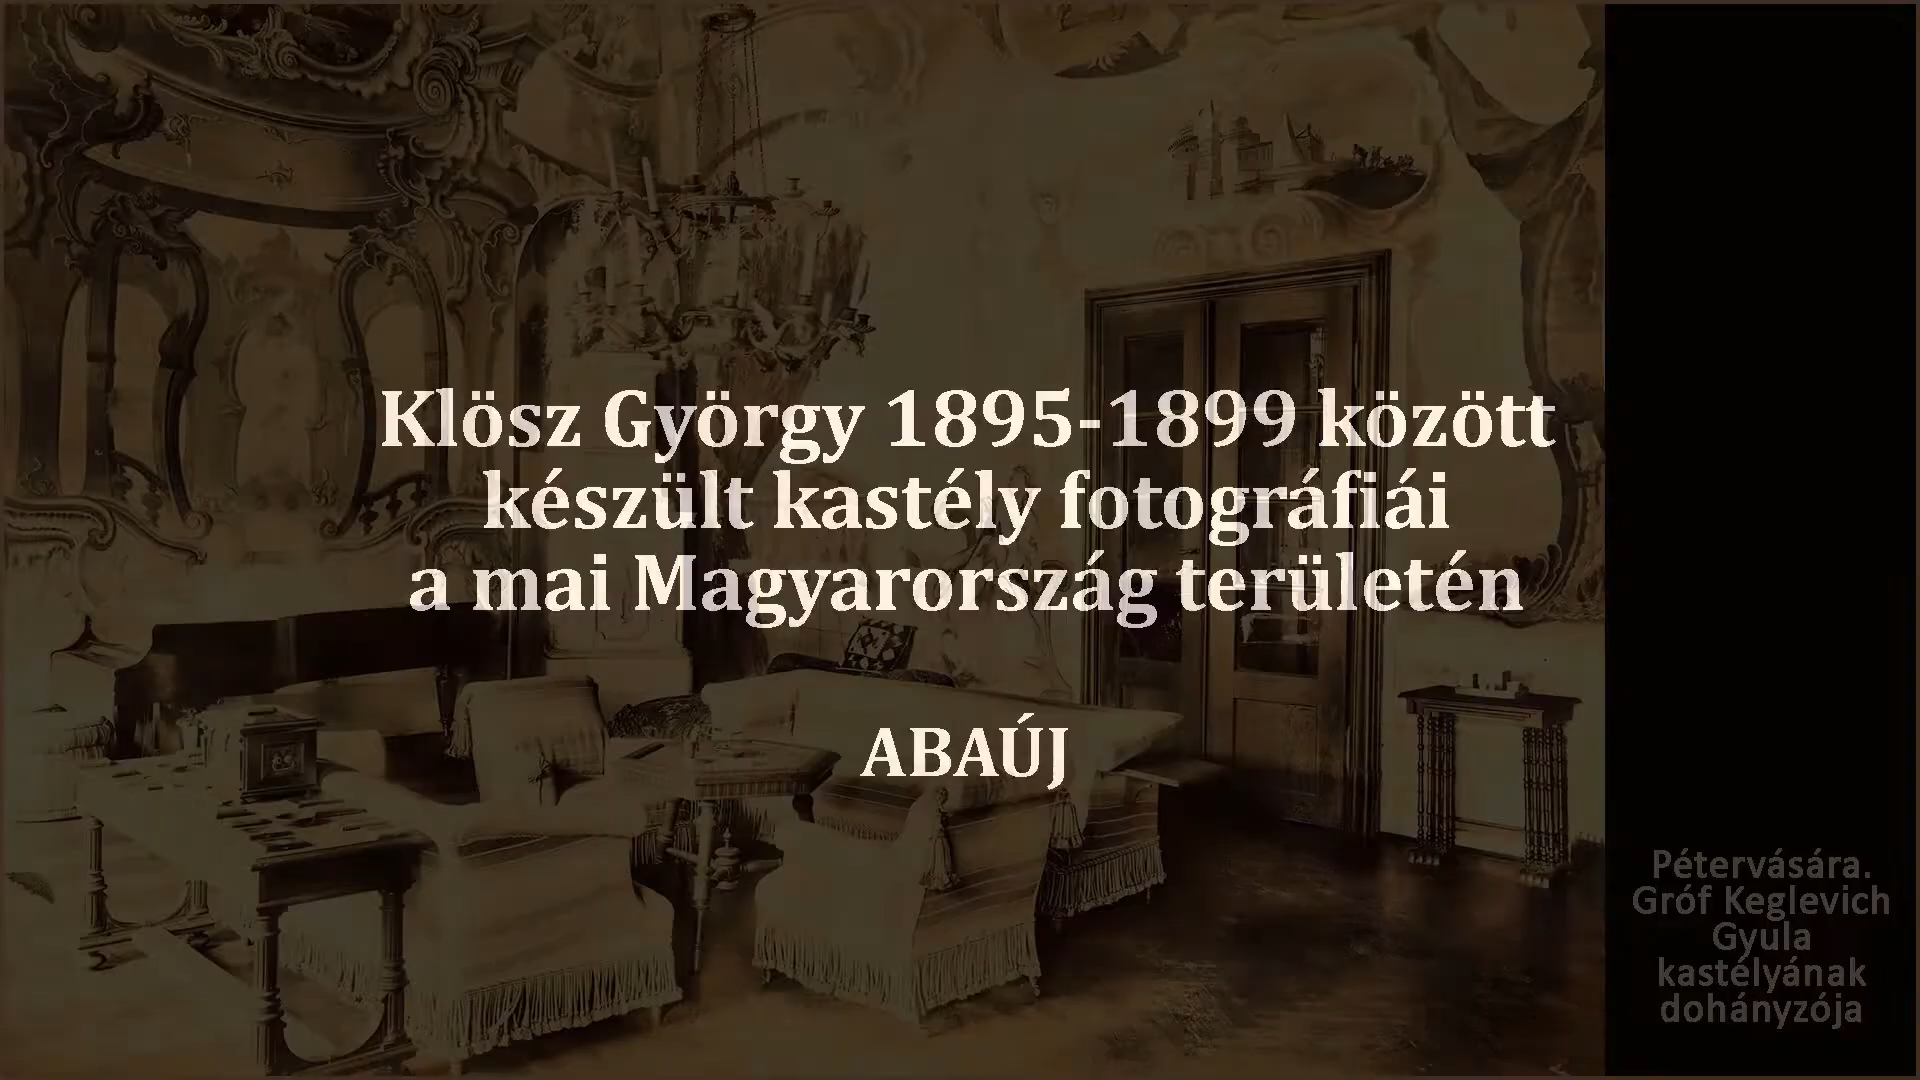 Klösz György 1895-1899 között
készült kastély fotográfiái
a mai Magyarország területén
ABAÚJ
Pétervására.
Gróf Keglevich
Gyula
kastélyának
dohányzója